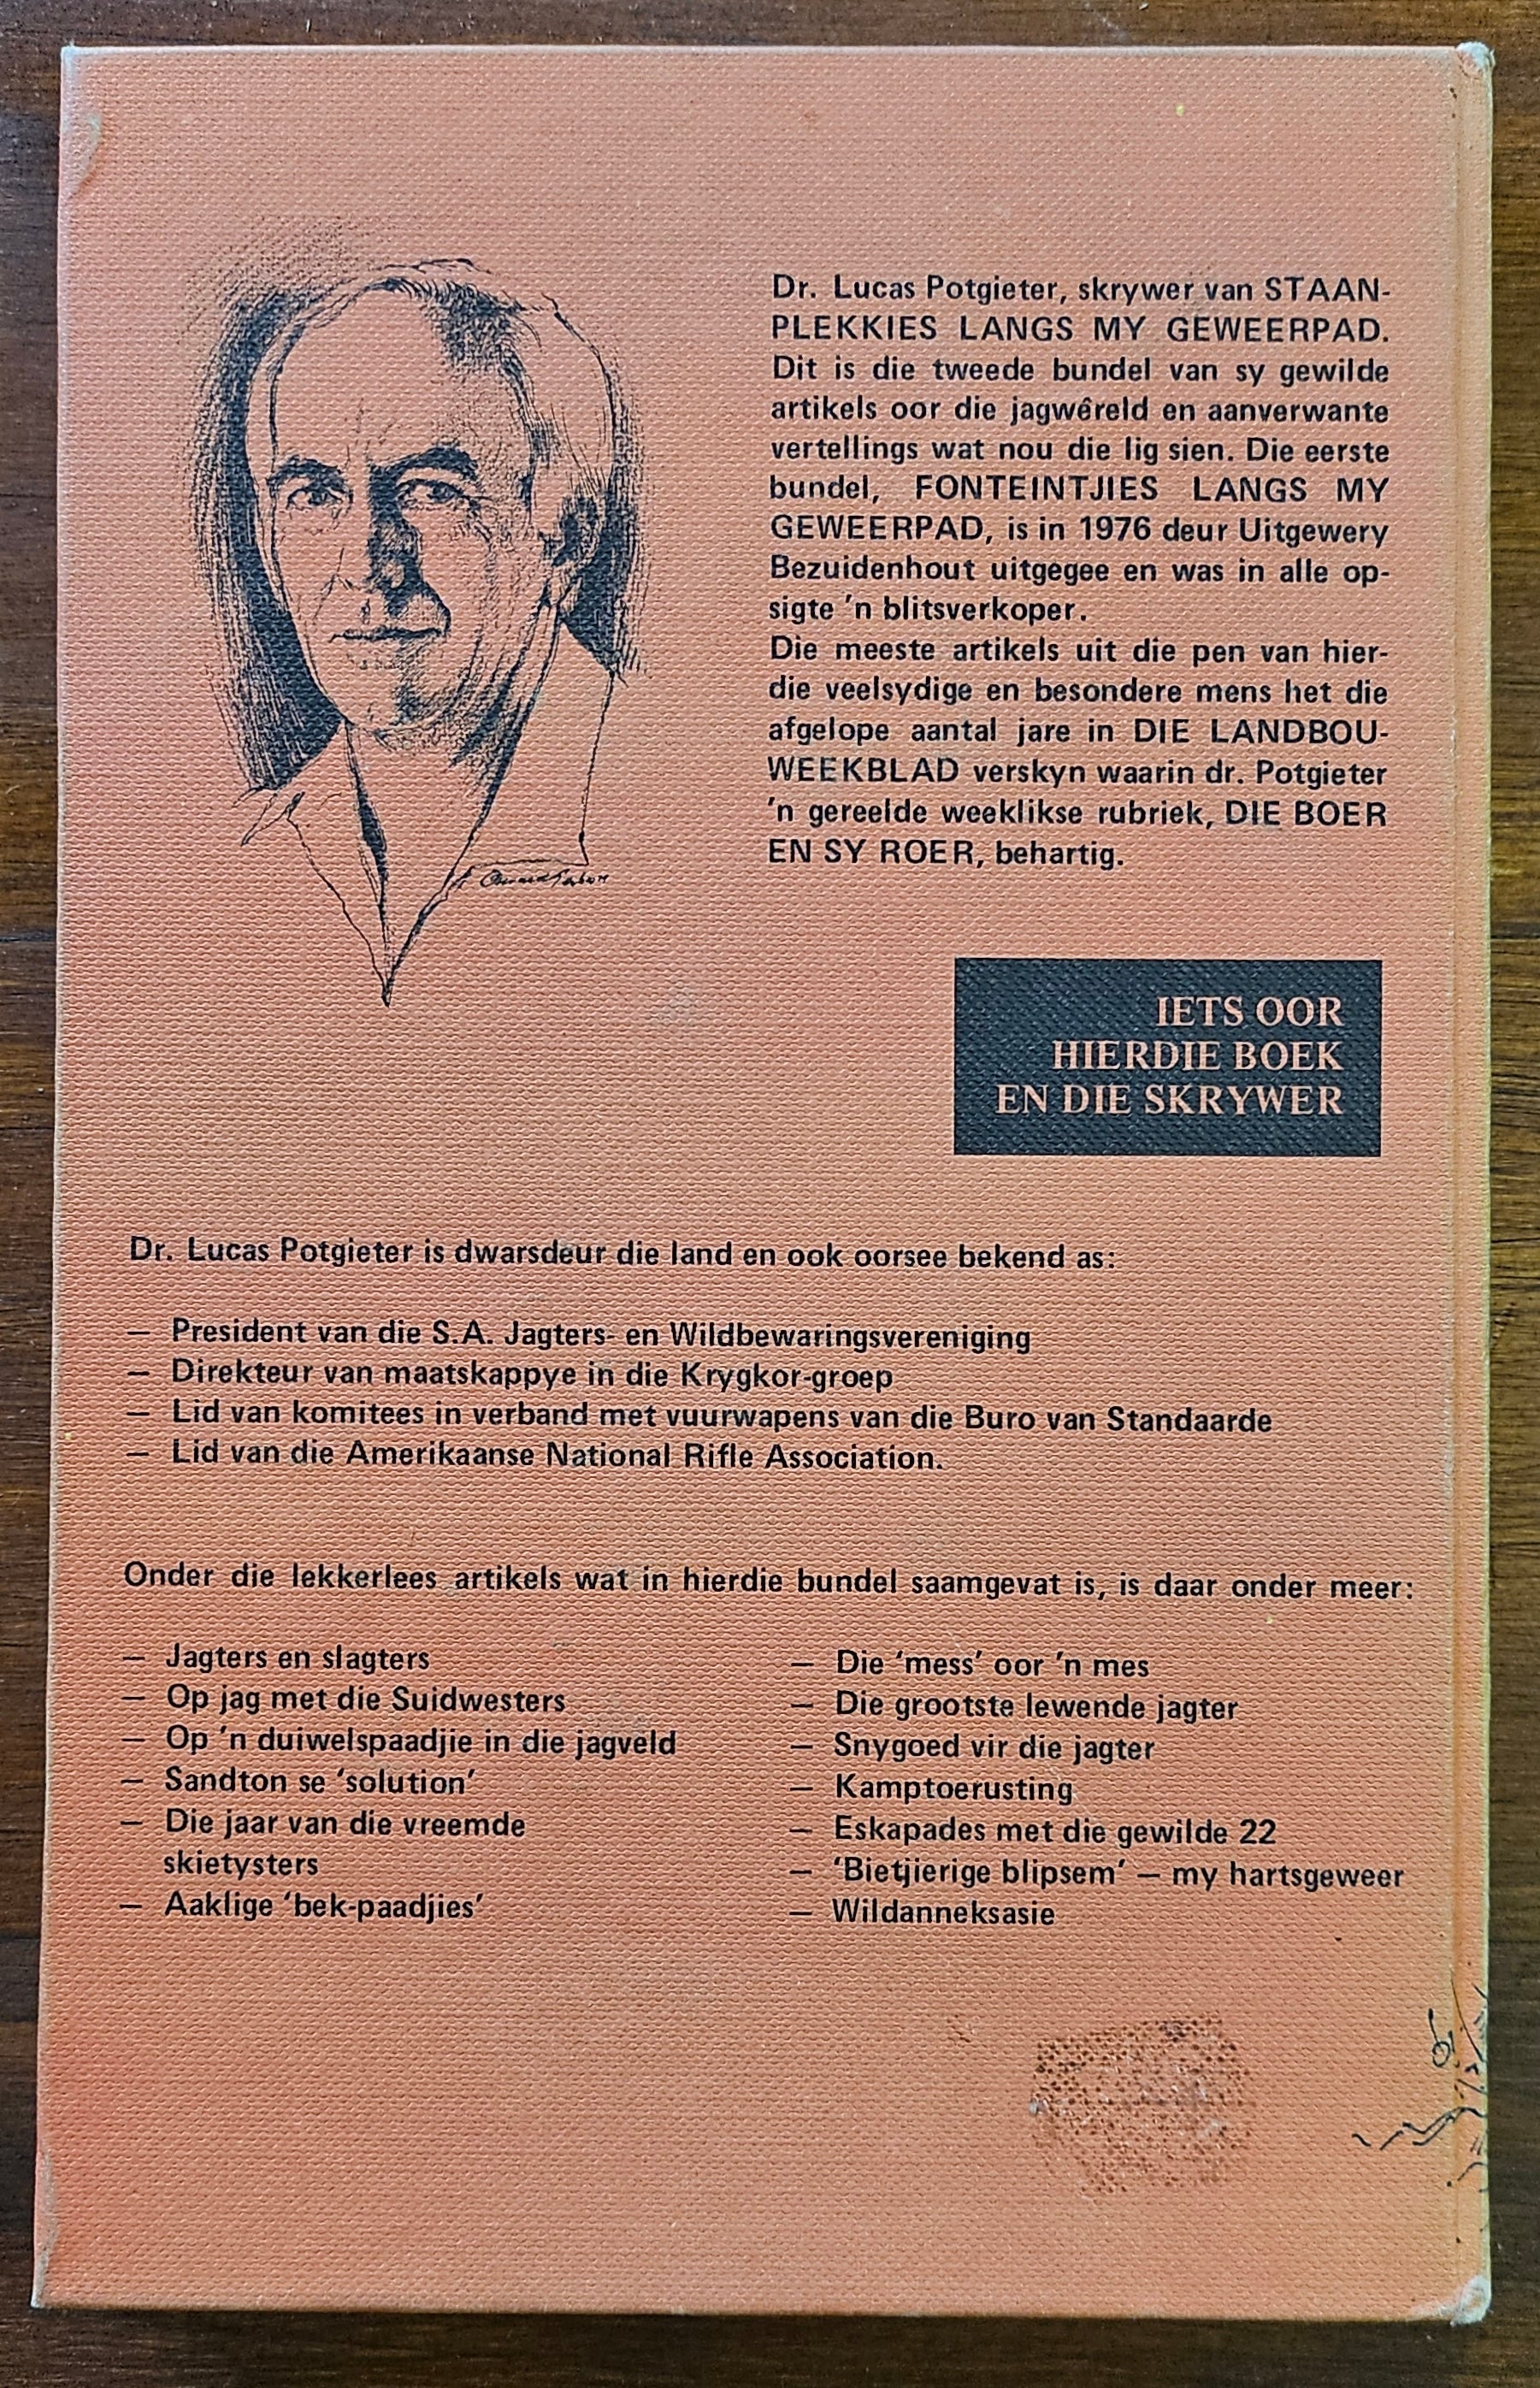 Dr. Lucas Potgieter, skrywer van STAAN-
PLEKKIES LANGS MY GEWEERPAD.
Dit is die tweede bundel van sy gewilde
artikels oor die jagwêreld en aanverwante
vertellings wat nou die lig sien. Die eerste
bundel, FONTEINTJIES LANGS MY
GEWEERPAD, is in 1976 deur Uitgewery
Bezuidenhout uitgegee en was in alle op-
sigte 'n blitsverkoper.
Die meeste artikels uit die pen van hier-
die veelsydige en besondere mens het die
afgelope aantal jare in DIE LANDBOU-
WEEKBLAD verskyn waarin dr. Potgieter
'n gereelde weeklikse rubriek, DIE BOER
EN SY ROER, behartig.
IETS OOR
HIERDIE BOEK
EN DIE SKRYWER
Dr. Lucas Potgieter is dwarsdeur die land en ook oorsee bekend as:
— President van die S.A. Jagters- en Wildbewaringsvereniging
— Direkteur van maatskappye in die Krygkor-groep
— Lid van komitees in verband met vuurwapens van die Buro van Standaarde
— Lid van die Amerikaanse National Rifle Association.
Onder die lekkerlees artikels wat in hierdie bundel saamgevat is, is daar onder meer:
— Jagters en slagters
— Op jag met die Suidwesters
— Op 'n duiwelspaadjie in die jagveld
— Sandton se 'solution'
— Die jaar van die vreemde
skietysters
— Aaklige 'bek-paadjies'
— Die 'mess' oor 'n mes
— Die grootste lewende jagter
— Snygoed vir die jagter
— Kamptoerusting
— Eskapades met die gewilde 22
— 'Bietjierige blipsem' — my hartsgeweer
— Wildanneksasie